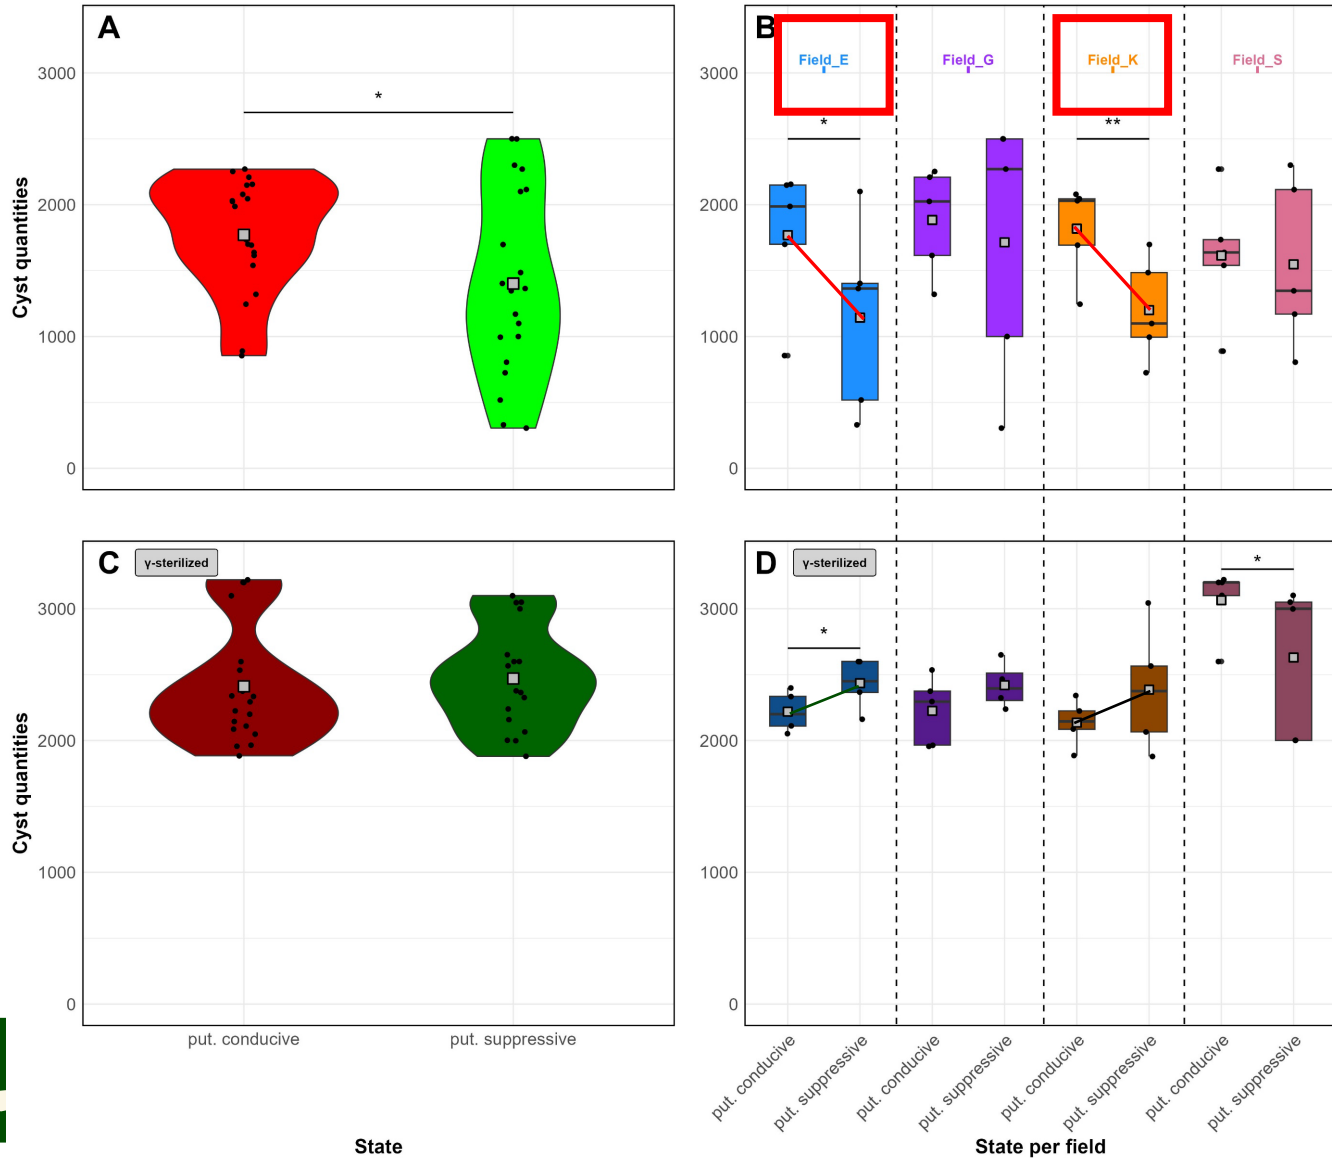 A
Cyst quantities
3000
2000
1000
0
*
B
Field_E
Field_G
Field_K
Field_S
3000
2000
1000
0
*
**
C
γ-sterilized
Cyst quantities
3000
2000
1000
0
put. conducive
put. suppressive
State
D
γ-sterilized
3000
2000
1000
0
*
*
put. conducive
put. suppressive
put. conducive
put. suppressive
put. conducive
put. suppressive
put. conducive
put. suppressive
State per field